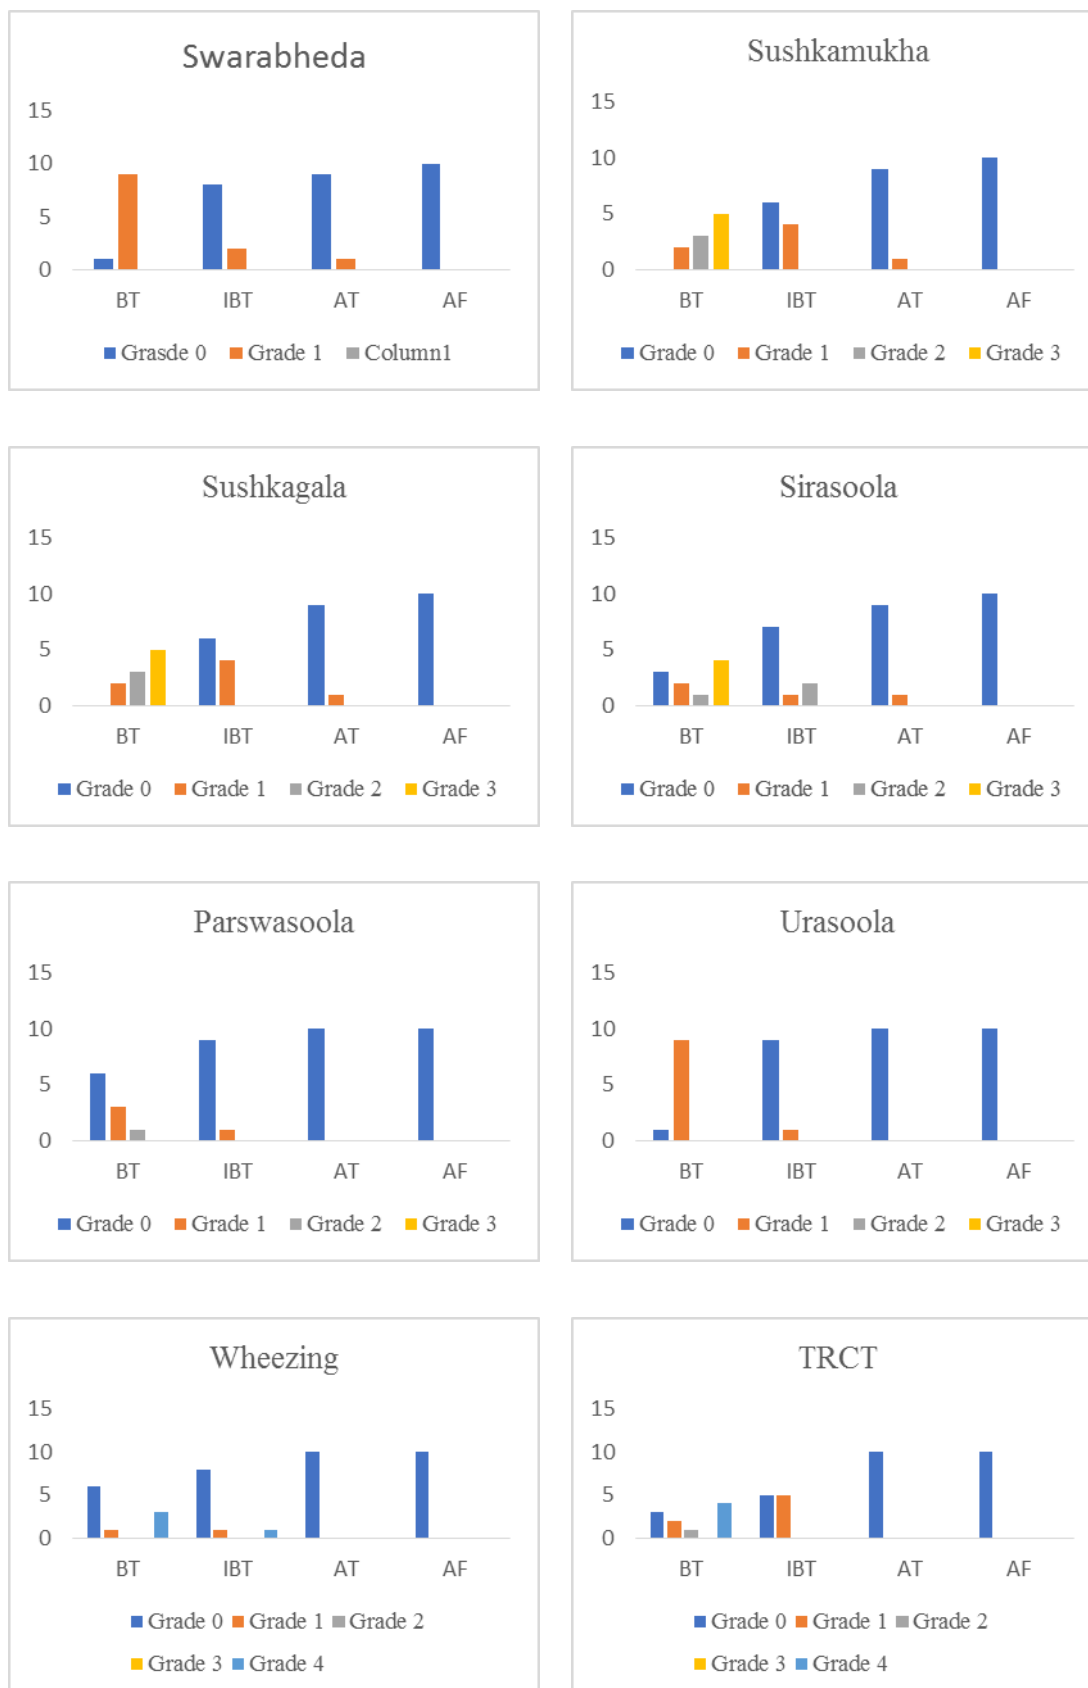 Swarabheda
15
10
5
0
BT IBT AT AF
Grasde 0 Grade 1 Column1
Sushkamukha
15
10
5
0
BT IBT AT AF
Grade 0 Grade 1 Grade 2 Grade 3
Sushkagala
15
10
5
0
BT IBT AT AF
Grade 0 Grade 1 Grade 2 Grade 3
Sirasoola
15
10
5
0
BT IBT AT AF
Grade 0 Grade 1 Grade 2 Grade 3
Parswasoola
15
10
5
0
BT IBT AT AF
Grade 0 Grade 1 Grade 2 Grade 3
Urasoola
15
10
5
0
BT IBT AT AF
Grade 0 Grade 1 Grade 2 Grade 3
Wheezing
15
10
5
0
BT IBT AT AF
Grade 0 Grade 1 Grade 2
Grade 3 Grade 4
TRCT
15
10
5
0
BT IBT AT AF
Grade 0 Grade 1 Grade 2
Grade 3 Grade 4